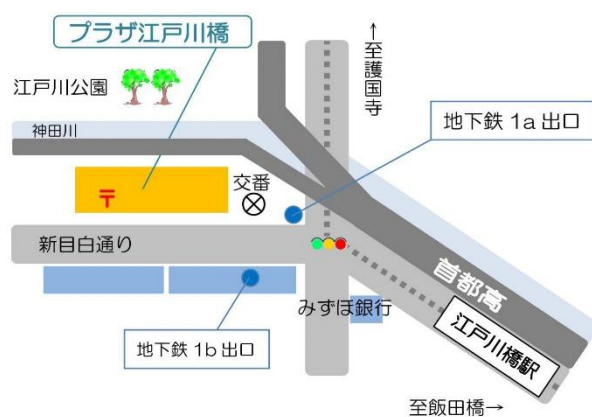 プラザ江戸川橋
↑至護国寺
江戸川公園
地下鉄 1a 出口
神田川
〒
交番
新目白通り
首都高
みずほ銀行
江戸川橋駅
地下鉄 1b 出口
至飯田橋→